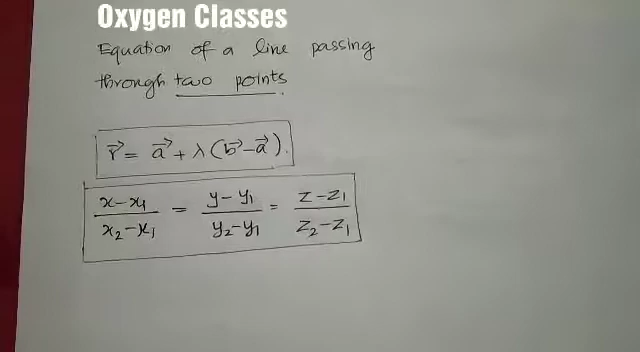 Oxygen Classes
Equation of a line passing
through two points.
r⃗ = a⃗ + λ (b⃗ - a⃗).
(x - x₁)/(x₂ - x₁) = (y - y₁)/(y₂ - y₁) = (z - z₁)/(z₂ - z₁)